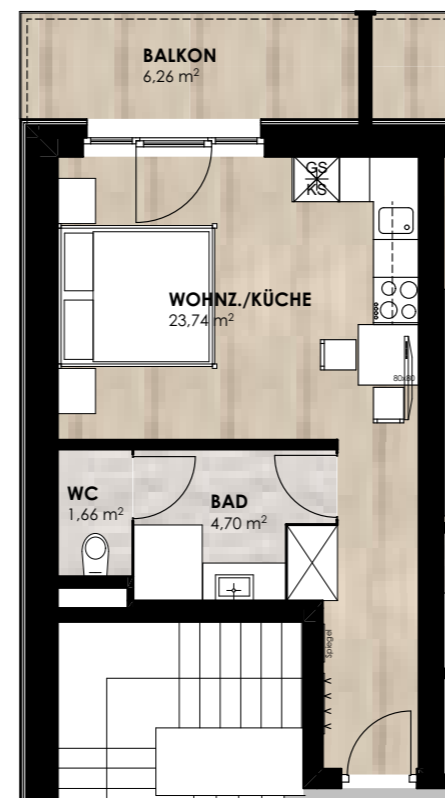 BALKON
6,26 m²
GS
KS
WOHNZ./KÜCHE
23,74 m²
80x80
WC
1,66 m²
BAD
4,70 m²
Spiegel